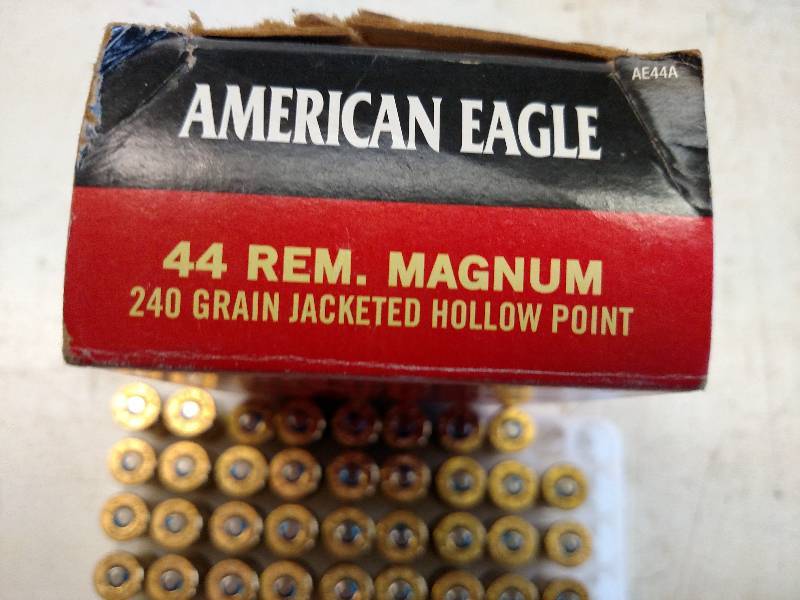 AE44A
AMERICAN EAGLE
44 REM. MAGNUM
240 GRAIN JACKETED HOLLOW POINT